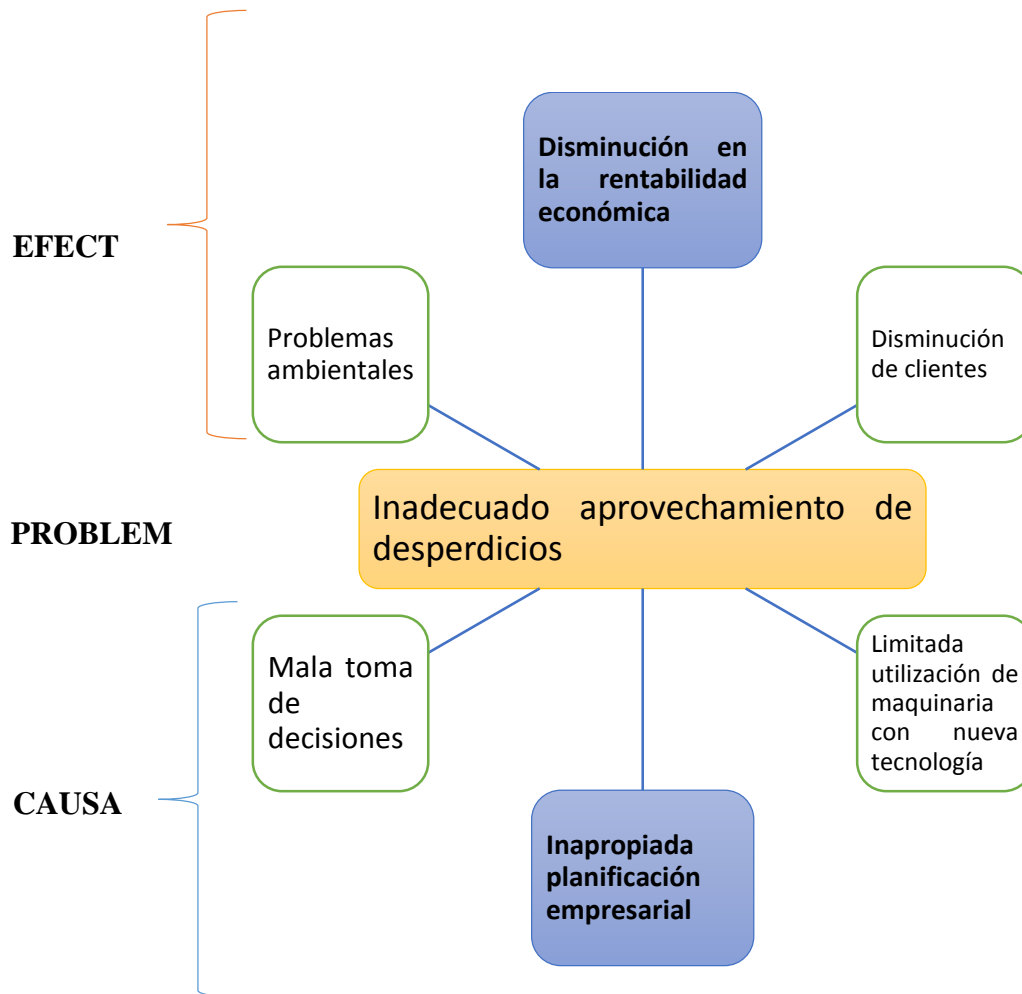 Disminución en
la rentabilidad
económica
EFECT
Problemas
ambientales
Disminución
de clientes
Inadecuado aprovechamiento de
desperdicios
PROBLEM
Mala toma
de
decisiones
Limitada
utilización de
maquinaria
con nueva
tecnología
CAUSA
Inapropiada
planificación
empresarial